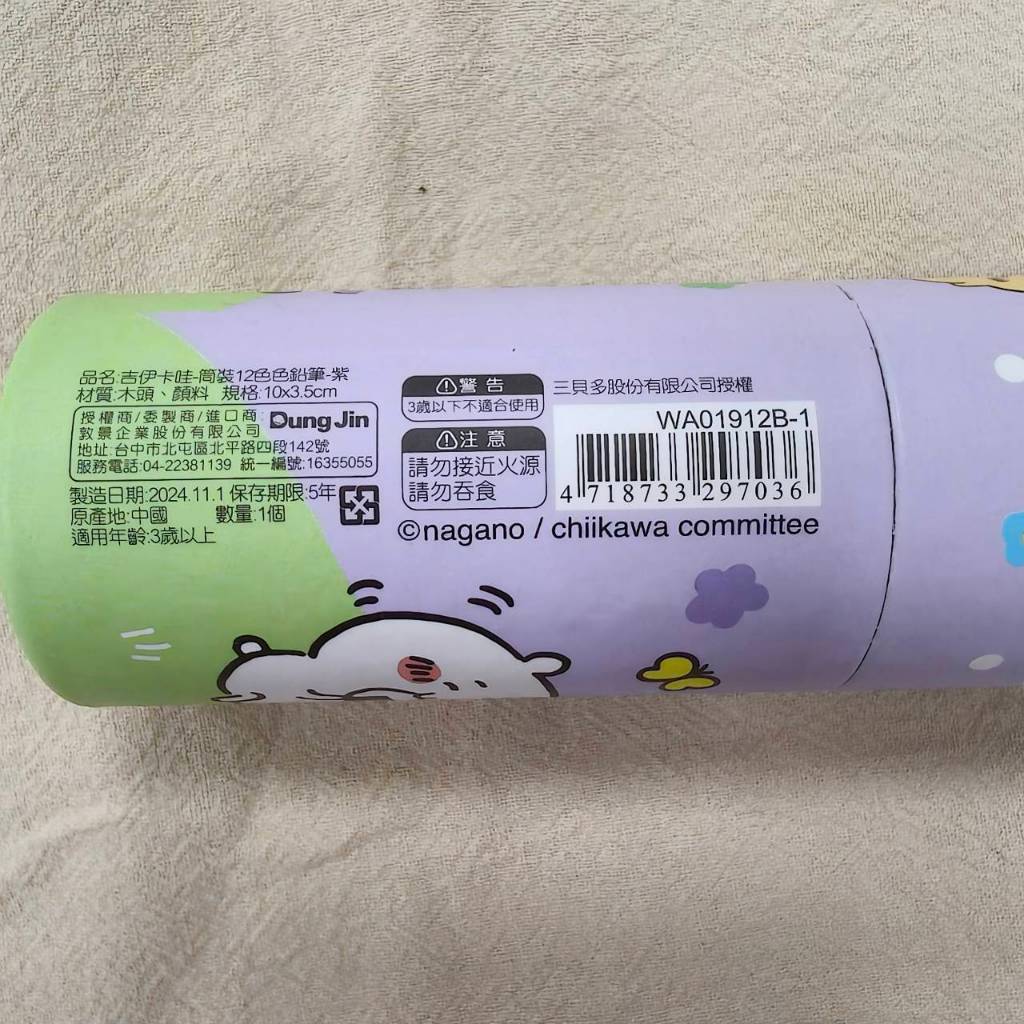 品名:吉伊卡哇-筒裝12色色鉛筆-紫
材質:木頭、顏料 規格:10x3.5cm
授權商/委製商/進口商:
敦景企業股份有限公司
Dung Jin
地址:台中市北屯區北平路四段142號
服務電話:04-22381139 統一編號:16355055
製造日期:2024.11.1 保存期限:5年
原產地:中國 數量:1個
適用年齡:3歲以上
警告
3歲以下不適合使用
注意
請勿接近火源
請勿吞食
三貝多股份有限公司授權
WA01912B-1
4 718733 297036
©nagano / chiikawa committee